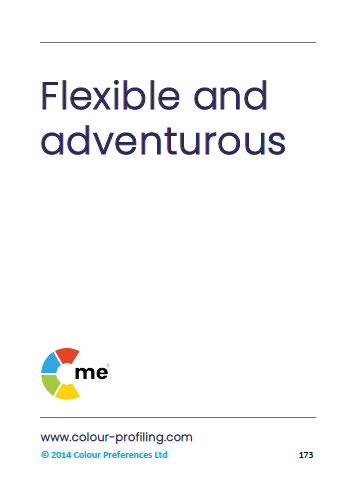 Flexible and
adventurous
me
www.colour-profiling.com
© 2014 Colour Preferences Ltd
173